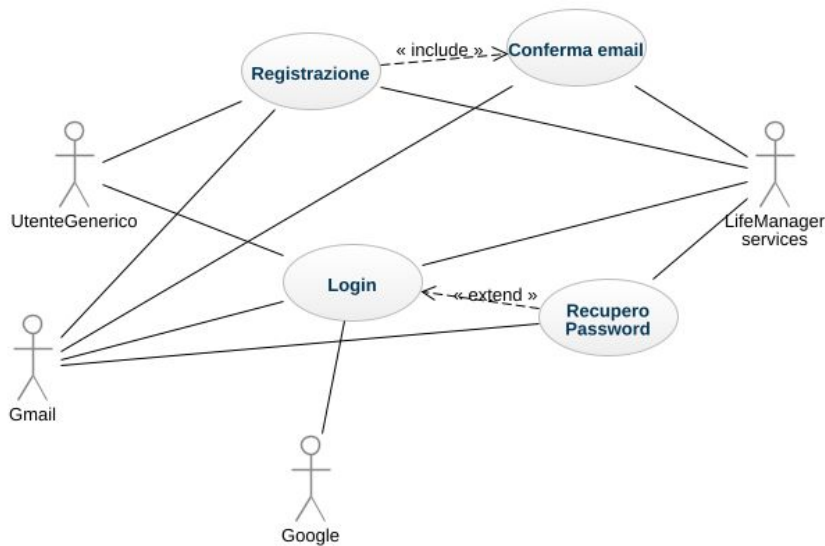 « include »
Conferma email
Registrazione
UtenteGenerico
LifeManager
services
Login
« extend »
Recupero
Password
Gmail
Google